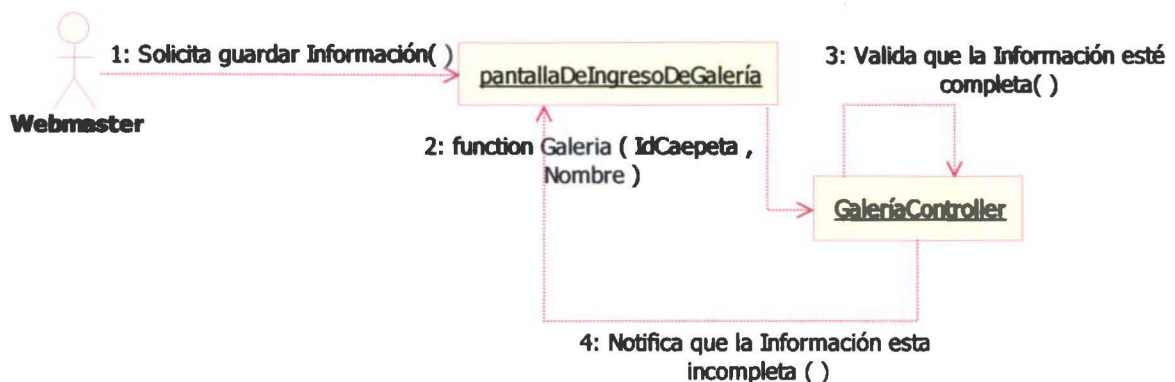 1: Solicita guardar Información( )
pantallaDeIngresoDeGalería
3: Valida que la Información esté
completa( )
Webmaster
2: function Galeria ( IdCaepeta ,
Nombre )
GaleríaController
4: Notifica que la Información esta
incompleta ( )